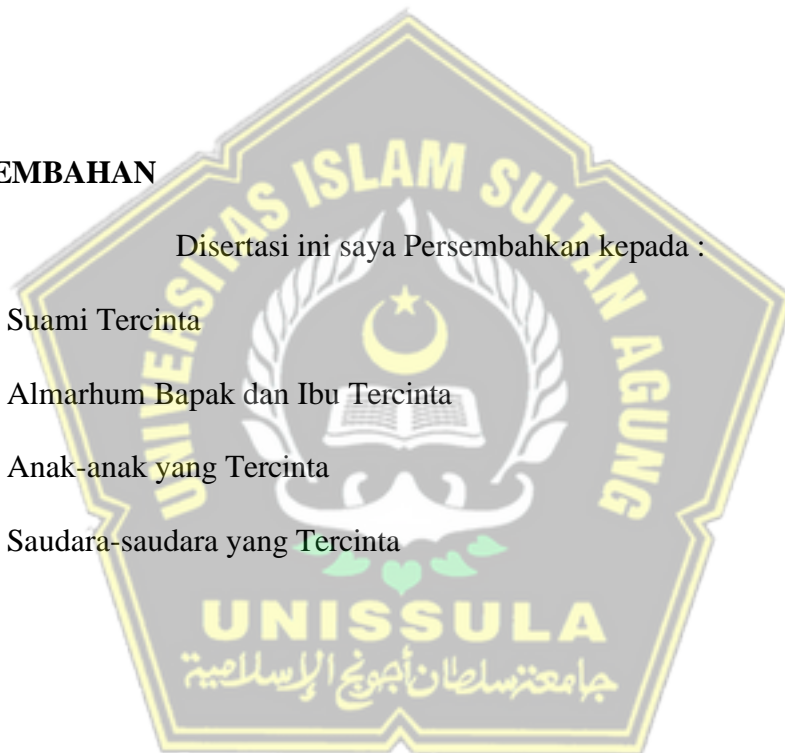 EMBAHAN
UNIVERSITAS ISLAM SULTAN AGUNG
Disertasi ini saya Persembahkan kepada :
Suami Tercinta
Almarhum Bapak dan Ibu Tercinta
Anak-anak yang Tercinta
Saudara-saudara yang Tercinta
UNISSULA
جامعة سلطان أجونج الإسلامية